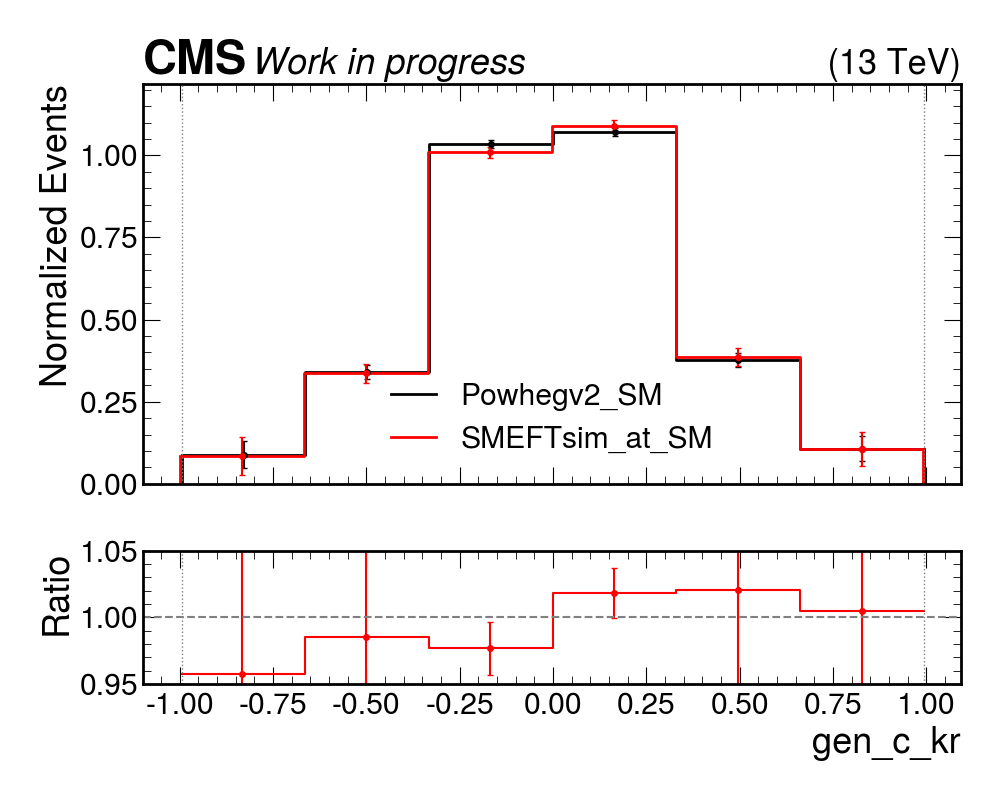 CMS Work in progress (13 TeV)
Normalized Events
1.00
0.75
0.50
0.25
0.00
Powhegv2_SM
SMEFTsim_at_SM
Ratio
1.05
1.00
0.95
-1.00 -0.75 -0.50 -0.25 0.00 0.25 0.50 0.75 1.00
gen_c_kr